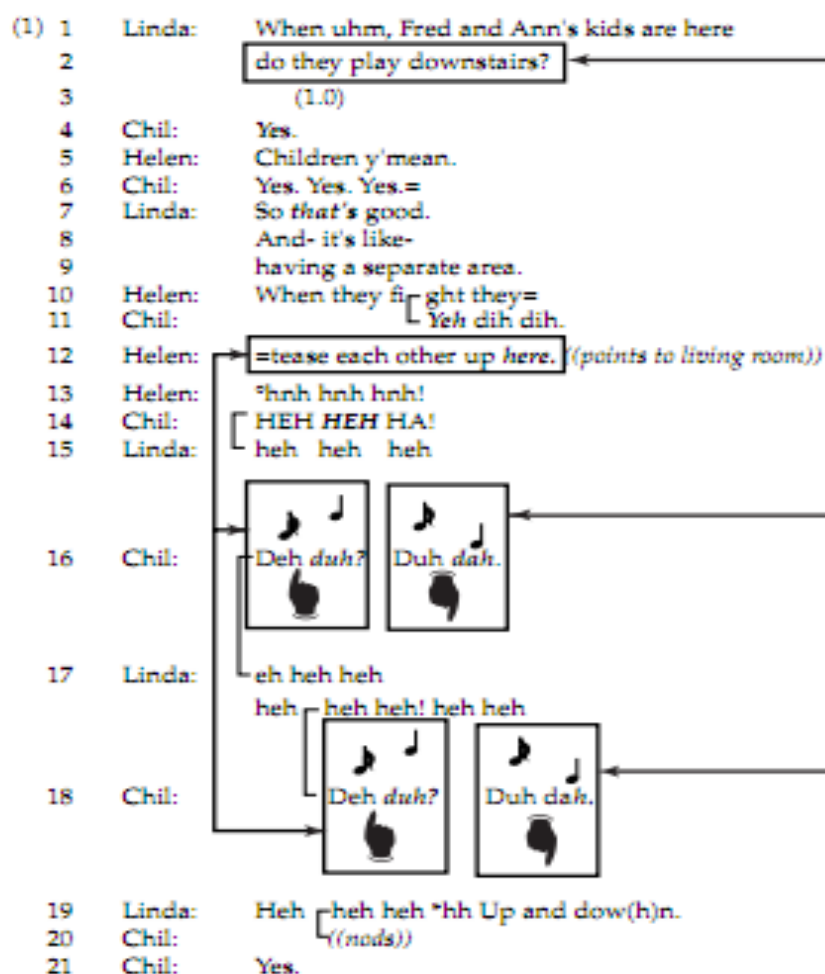 (1) 1 Linda: When uhm, Fred and Ann's kids are here
2 do they play downstairs?
3 (1.0)
4 Chil: Yes.
5 Helen: Children y'mean.
6 Chil: Yes. Yes. Yes.=
7 Linda: So that's good.
8 And- it's like-
9 having a separate area.
10 Helen: When they fi[ght they=
11 Chil: [Yeh dih dih.
12 Helen: =tease each other up here. ((points to living room))
13 Helen: °hnh hnh hnh!
14 Chil: [HEH HEH HA!
15 Linda: [heh heh heh
16 Chil: Deh duh? Duh dah.
17 Linda: eh heh heh
heh [heh heh! heh heh
18 Chil: Deh duh? Duh dah.
19 Linda: Heh [heh heh °hh Up and dow(h)n.
20 Chil: [((nods))
21 Chil: Yes.